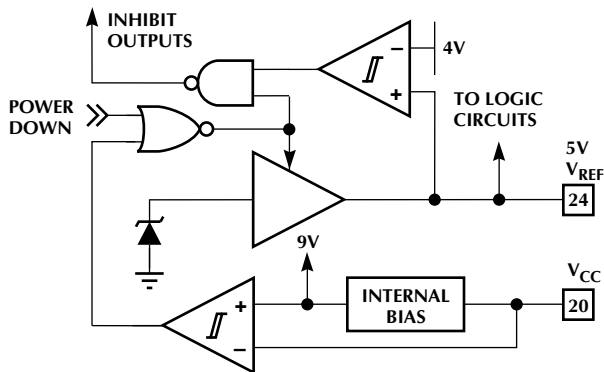 INHIBIT
OUTPUTS
–
4V
+
POWER
DOWN
TO LOGIC
CIRCUITS
5V
VREF
24
9V
VCC
+
INTERNAL
BIAS
20
–